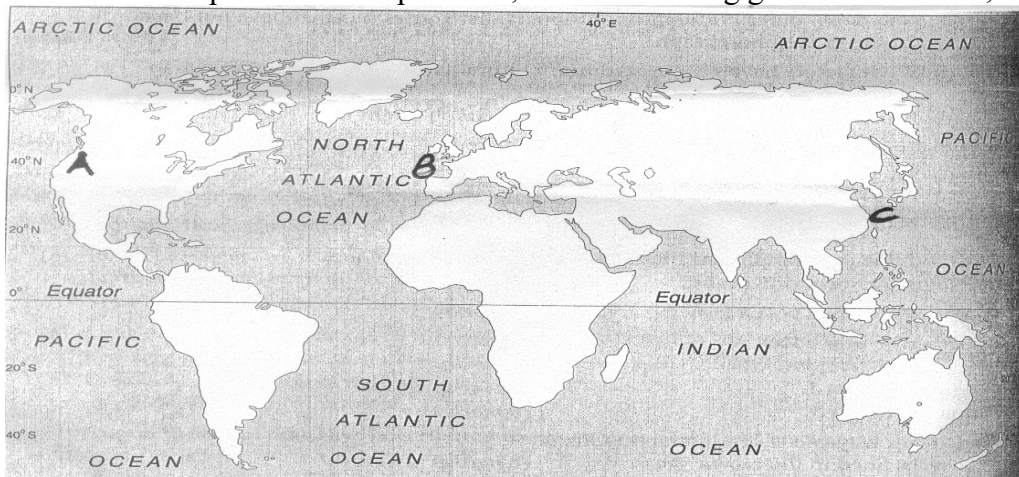 40°E
ARCTIC OCEAN
ARCTIC OCEAN
0°N
NORTH
PACIFIC
40°N
A
B
ATLANTIC
OCEAN
C
20°N
OCEAN
Equator
Equator
0°
PACIFIC
INDIAN
20°S
SOUTH
ATLANTIC
40°S
OCEAN
OCEAN
OCEAN